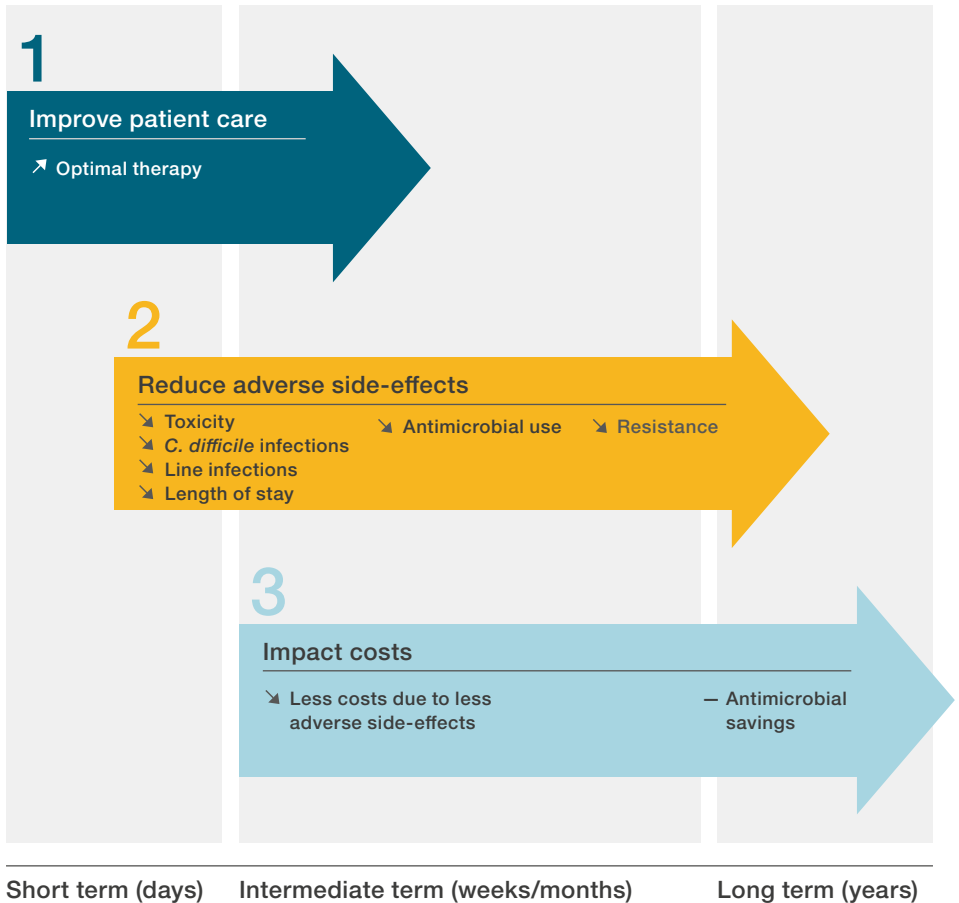 1
Improve patient care
↗ Optimal therapy
2
Reduce adverse side-effects
↘ Toxicity
↘ C. difficile infections
↘ Line infections
↘ Length of stay
↘ Antimicrobial use
↘ Resistance
3
Impact costs
↘ Less costs due to less
adverse side-effects
– Antimicrobial
savings
Short term (days)
Intermediate term (weeks/months)
Long term (years)